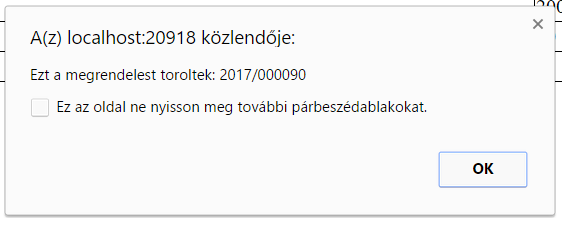 A(z) localhost:20918 közlendője:
Ezt a megrendelest toroltek: 2017/000090
Ez az oldal ne nyisson meg további párbeszédablakokat.
OK